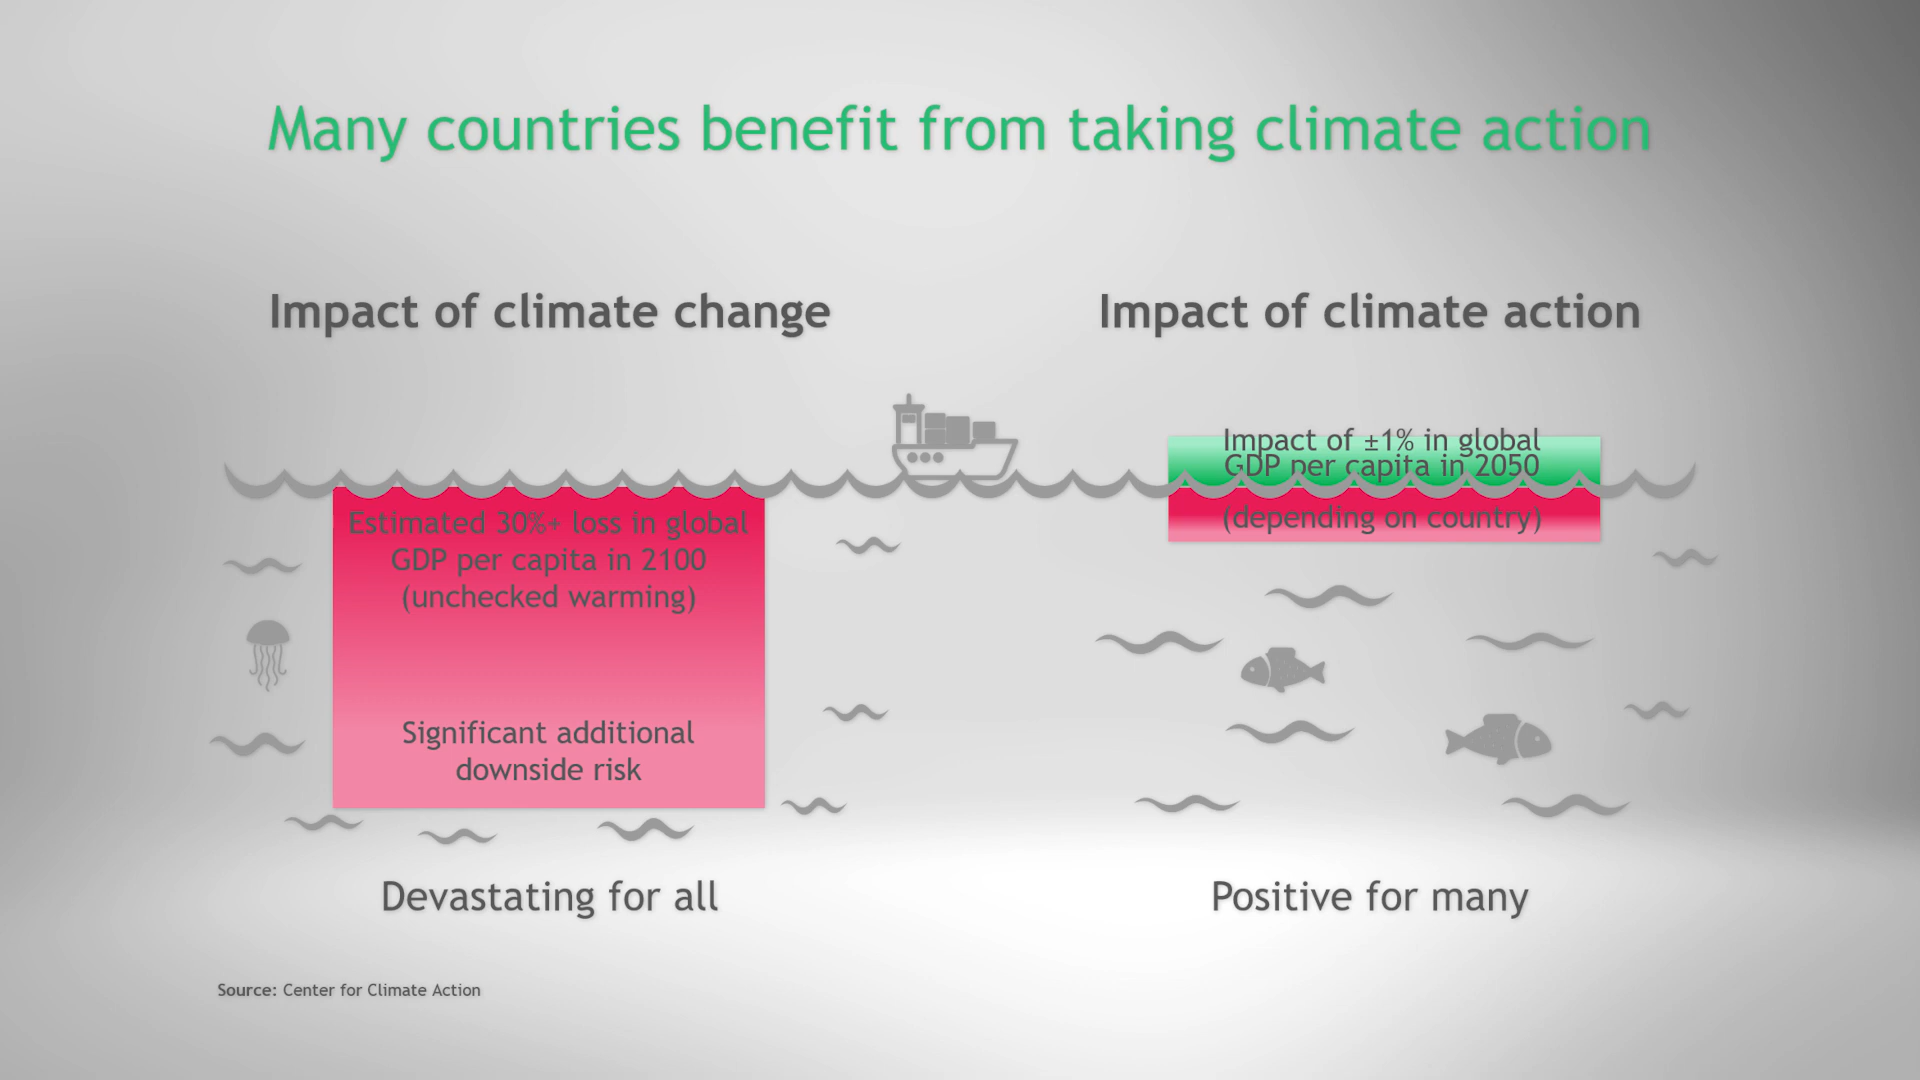 Many countries benefit from taking climate action
Impact of climate change
Impact of climate action
Estimated 30%+ loss in global
GDP per capita in 2100
(unchecked warming)
Significant additional
downside risk
Impact of ±1% in global
GDP per capita in 2050
(depending on country)
Devastating for all
Positive for many
Source: Center for Climate Action